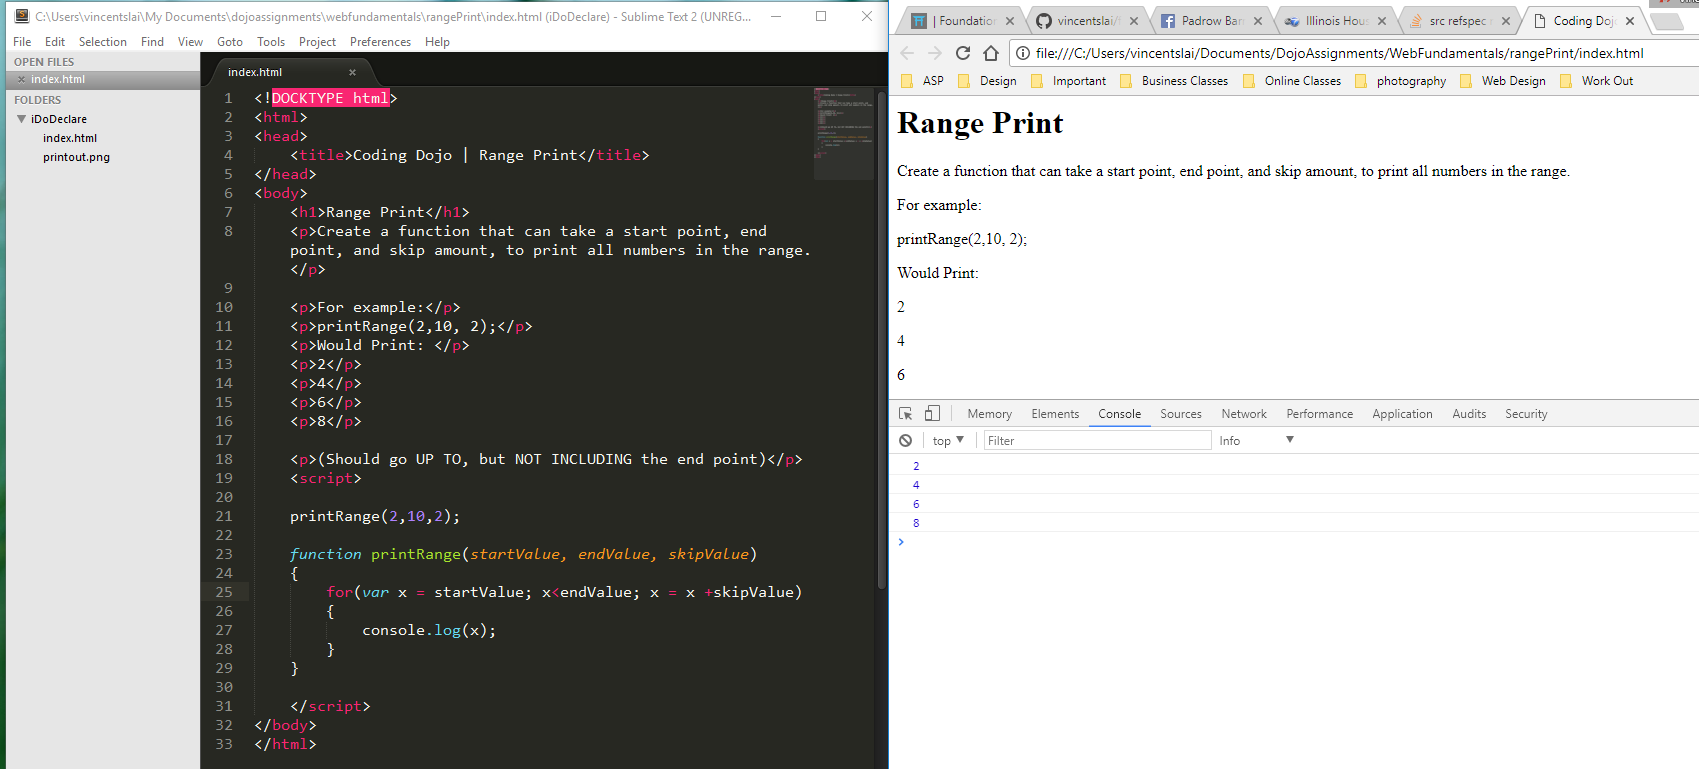 C:\Users\vincentslai\My Documents\dojoassignments\webfundamentals\rangePrint\index.html (iDoDeclare) - Sublime Text 2 (UNREG...
File Edit Selection Find View Goto Tools Project Preferences Help
OPEN FILES
index.html
FOLDERS
iDoDeclare
index.html
printout.png
index.html
1 <!DOCKTYPE html>
2 <html>
3 <head>
4 <title>Coding Dojo | Range Print</title>
5 </head>
6 <body>
7 <h1>Range Print</h1>
8 <p>Create a function that can take a start point, end
point, and skip amount, to print all numbers in the range.
</p>
9
10 <p>For example:</p>
11 <p>printRange(2,10, 2);</p>
12 <p>Would Print: </p>
13 <p>2</p>
14 <p>4</p>
15 <p>6</p>
16 <p>8</p>
17
18 <p>(Should go UP TO, but NOT INCLUDING the end point)</p>
19 <script>
20
21 printRange(2,10,2);
22
23 function printRange(startValue, endValue, skipValue)
24 {
25 for(var x = startValue; x<endValue; x = x +skipValue)
26 {
27 console.log(x);
28 }
29 }
30
31 </script>
32 </body>
33 </html>
| Foundation vincentslai/ Padrow Bar Illinois Hous src refspec Coding Doj
file:///C:/Users/vincentslai/Documents/DojoAssignments/WebFundamentals/rangePrint/index.html
ASP Design Important Business Classes Online Classes photography Web Design Work Out
Range Print
Create a function that can take a start point, end point, and skip amount, to print all numbers in the range.
For example:
printRange(2,10, 2);
Would Print:
2
4
6
Memory Elements Console Sources Network Performance Application Audits Security
top Filter Info
2
4
6
8